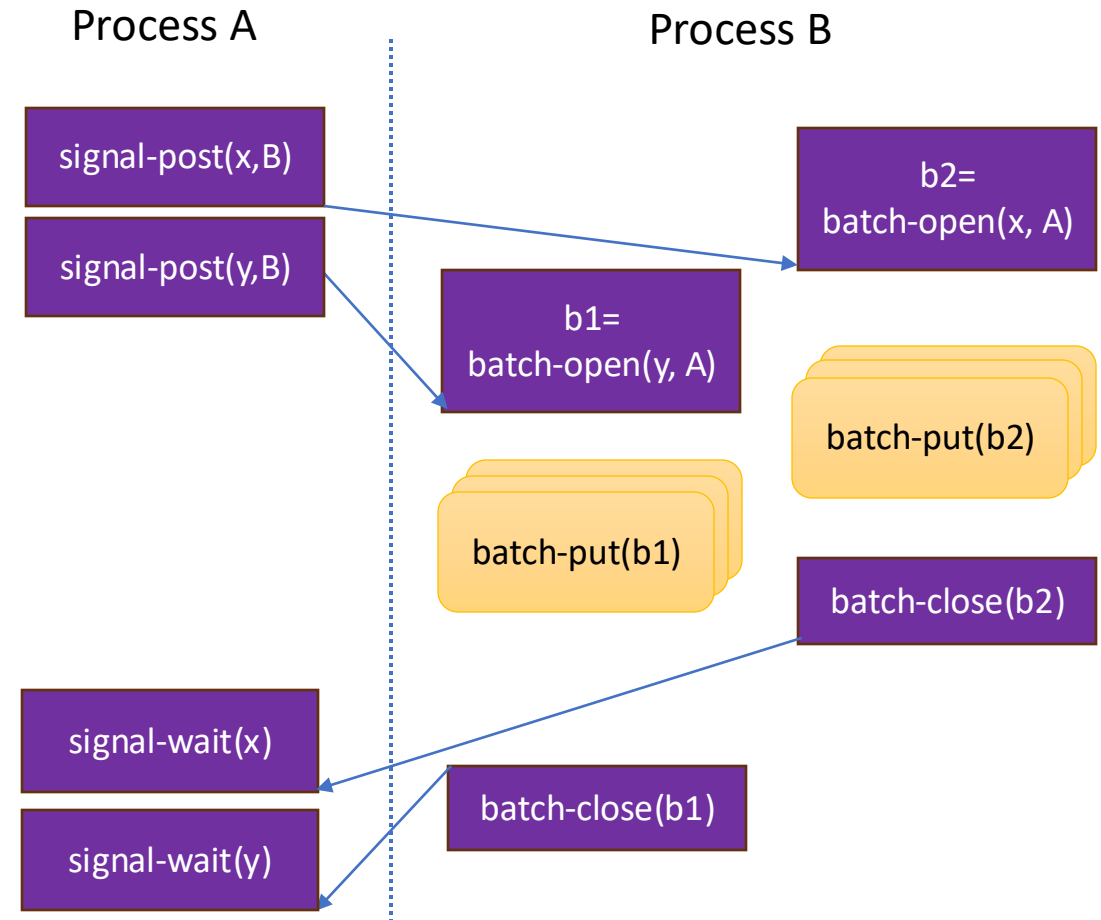 Process A
Process B
signal-post(x,B)
signal-post(y,B)
b2=
batch-open(x, A)
b1=
batch-open(y, A)
batch-put(b2)
batch-put(b1)
batch-close(b2)
signal-wait(x)
batch-close(b1)
signal-wait(y)